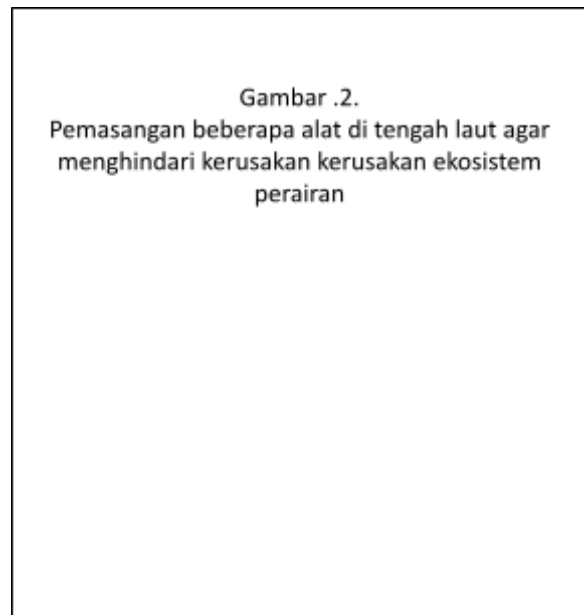 Gambar .2.
Pemasangan beberapa alat di tengah laut agar
menghindari kerusakan kerusakan ekosistem
perairan